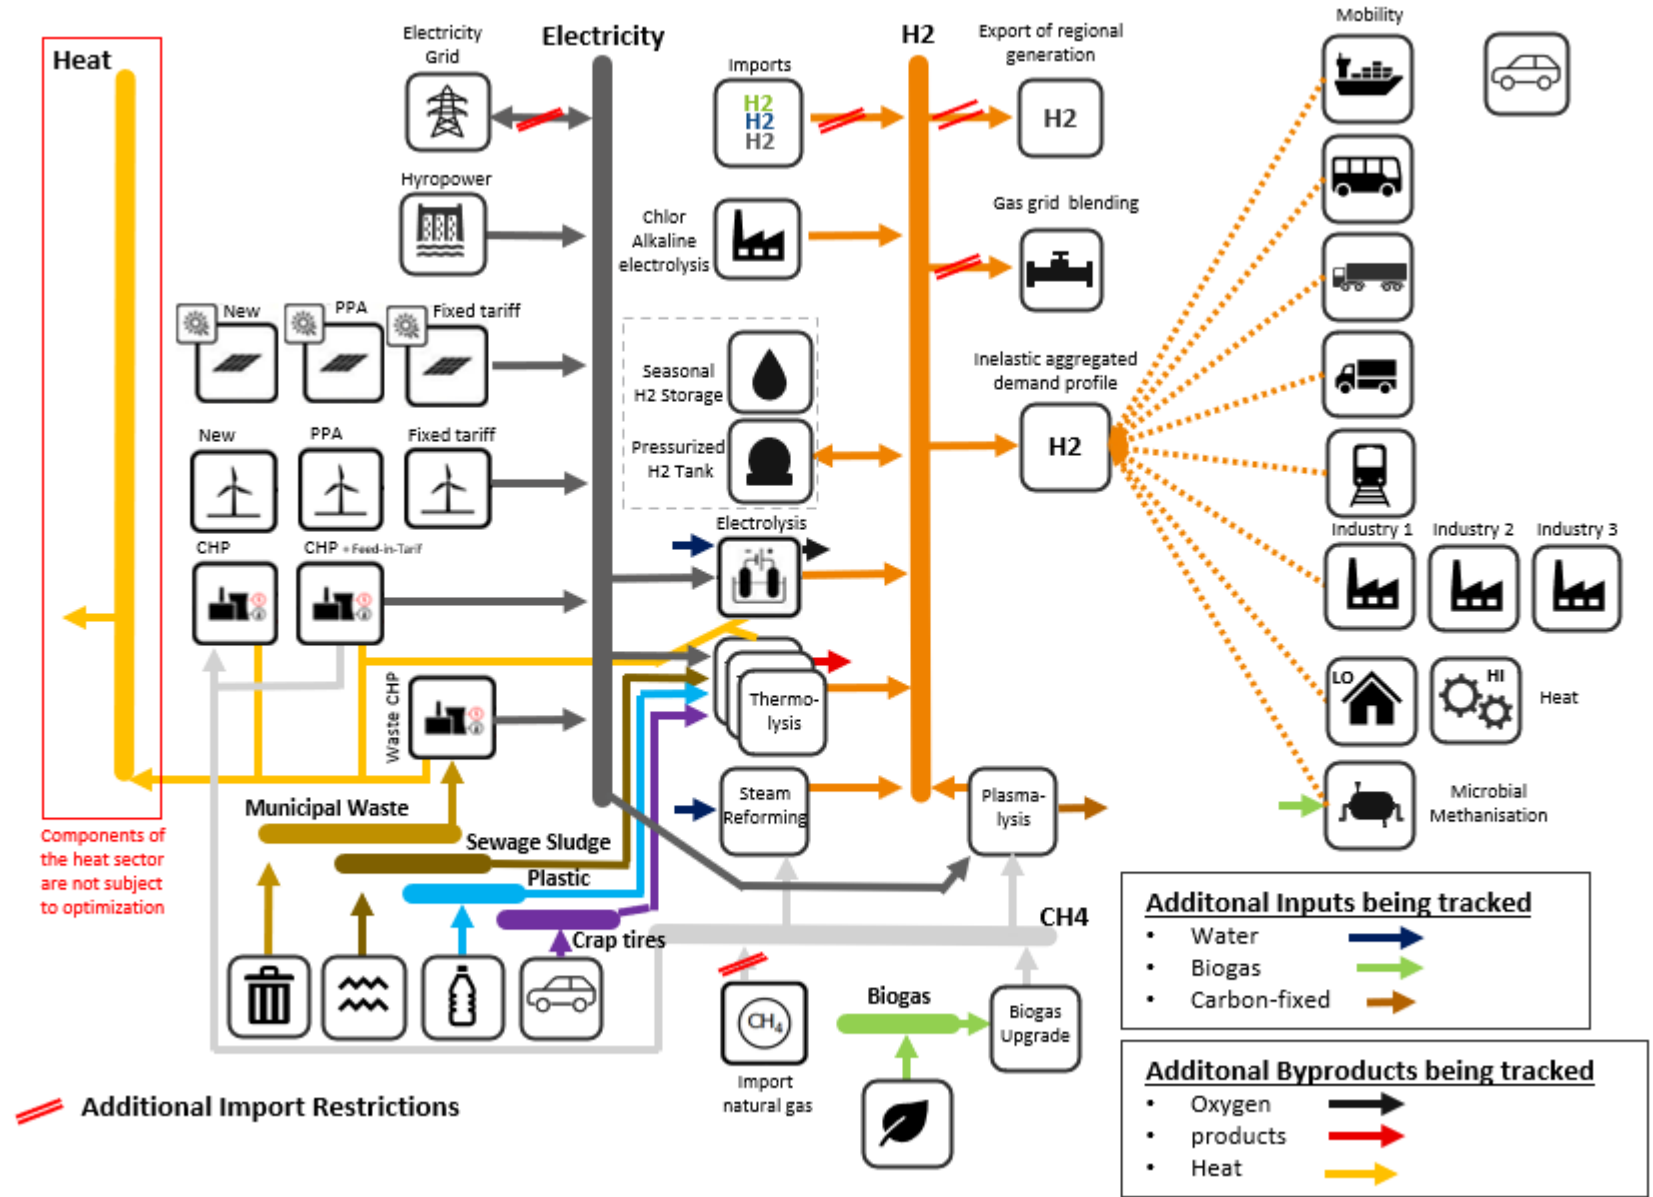 Heat
Components of
the heat sector
are not subject
to optimization
Electricity
Grid
Electricity
Hyropower
New
PPA
Fixed tariff
New
PPA
Fixed tariff
CHP
CHP + Feed-in-Tarif
Waste CHP
Municipal Waste
Sewage Sludge
Plastic
Crap tires
H2
Imports
H2
H2
H2
Chlor
Alkaline
electrolysis
Seasonal
H2 Storage
Pressurized
H2 Tank
Electrolysis
Thermo-
lysis
Steam
Reforming
Plasma-
lysis
CH4
CH4
Import
natural gas
Biogas
Biogas
Upgrade
Export of regional
generation
H2
Gas grid blending
Inelastic aggregated
demand profile
H2
Mobility
Industry 1
Industry 2
Industry 3
LO
HI
Heat
Microbial
Methanisation
Additonal Inputs being tracked
• Water
• Biogas
• Carbon-fixed
Additonal Byproducts being tracked
• Oxygen
• products
• Heat
Additional Import Restrictions